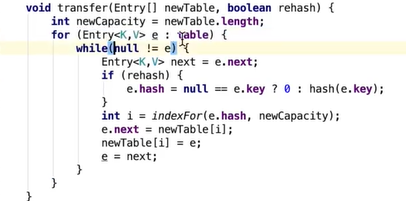 void transfer(Entry[] newTable, boolean rehash) {
int newCapacity = newTable.length;
for (Entry<K,V> e : table) {
while(null != e) {
Entry<K,V> next = e.next;
if (rehash) {
e.hash = null == e.key ? 0 : hash(e.key);
}
int i = indexFor(e.hash, newCapacity);
e.next = newTable[i];
newTable[i] = e;
e = next;
}
}
}